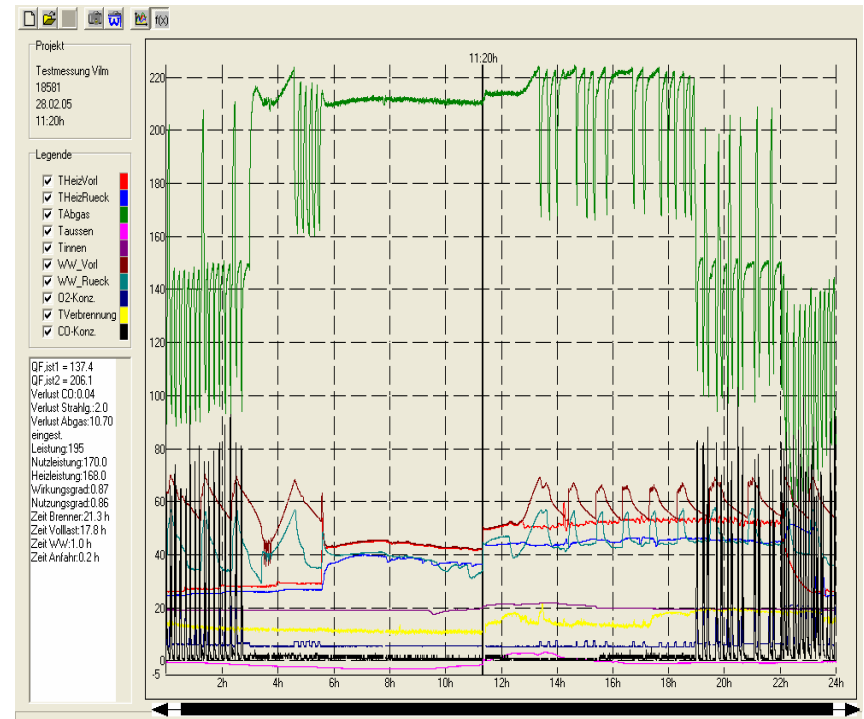 f(x)
Projekt
Testmessung Vilm
18581
28.02.05
11:20h
Legende
THeizVorl
THeizRueck
TAbgas
Taussen
Tinnen
WW_Vorl
WW_Rueck
O2-Konz.
TVerbrennung
CO-Konz.
QF,ist1 = 137.4
QF,ist2 = 206.1
Verlust CO:0.04
Verlust Strahlg.:2.0
Verlust Abgas:10.70
eingest.
Leistung:195
Nutzleistung:170.0
Heizleistung:168.0
Wirkungsgrad:0.87
Nutzungsgrad:0.86
Zeit Brenner:21.3 h
Zeit Vollast:17.8 h
Zeit WW:1.0 h
Zeit Anfahr:0.2 h
11:20h
220
200
180
160
140
120
100
80
60
40
20
0
-5
2h 4h 6h 8h 10h 12h 14h 16h 18h 20h 22h 24h